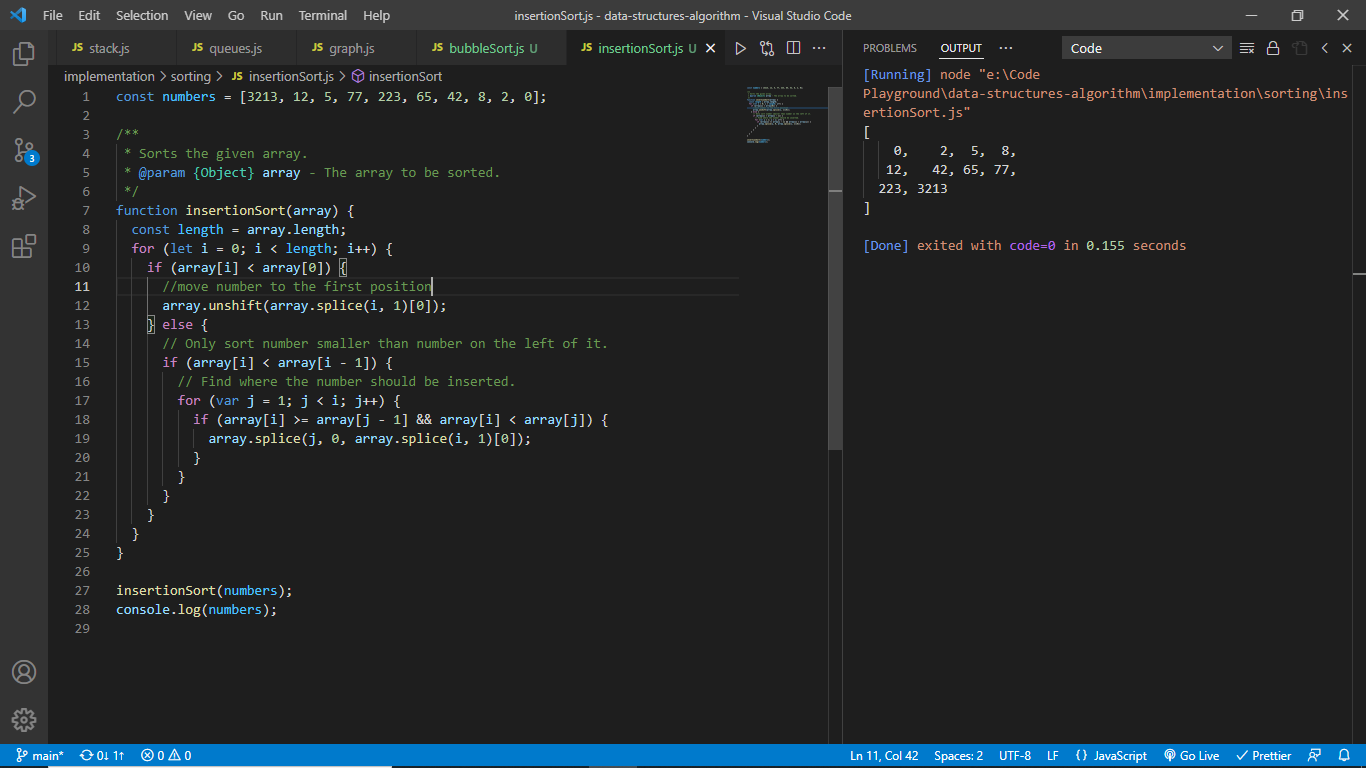 File Edit Selection View Go Run Terminal Help insertionSort.js - data-structures-algorithm - Visual Studio Code
JS stack.js JS queues.js JS graph.js JS bubbleSort.js U JS insertionSort.js U
implementation > sorting > JS insertionSort.js > insertionSort
1 const numbers = [3213, 12, 5, 77, 223, 65, 42, 8, 2, 0];
2
3 /**
4  * Sorts the given array.
5  * @param {Object} array - The array to be sorted.
6  */
7 function insertionSort(array) {
8   const length = array.length;
9   for (let i = 0; i < length; i++) {
10     if (array[i] < array[0]) {
11       //move number to the first position
12       array.unshift(array.splice(i, 1)[0]);
13     } else {
14       // Only sort number smaller than number on the left of it.
15       if (array[i] < array[i - 1]) {
16         // Find where the number should be inserted.
17         for (var j = 1; j < i; j++) {
18           if (array[i] >= array[j - 1] && array[i] < array[j]) {
19             array.splice(j, 0, array.splice(i, 1)[0]);
20           }
21         }
22       }
23     }
24   }
25 }
26
27 insertionSort(numbers);
28 console.log(numbers);
29
PROBLEMS OUTPUT ··· Code
[Running] node "e:\Code
Playground\data-structures-algorithm\implementation\sorting\ins
ertionSort.js"
[
    0,    2,  5,  8,
   12,   42, 65, 77,
  223, 3213
]
[Done] exited with code=0 in 0.155 seconds
3
main* 0↓ 1↑ 0 0 Ln 11, Col 42 Spaces: 2 UTF-8 LF {} JavaScript Go Live Prettier